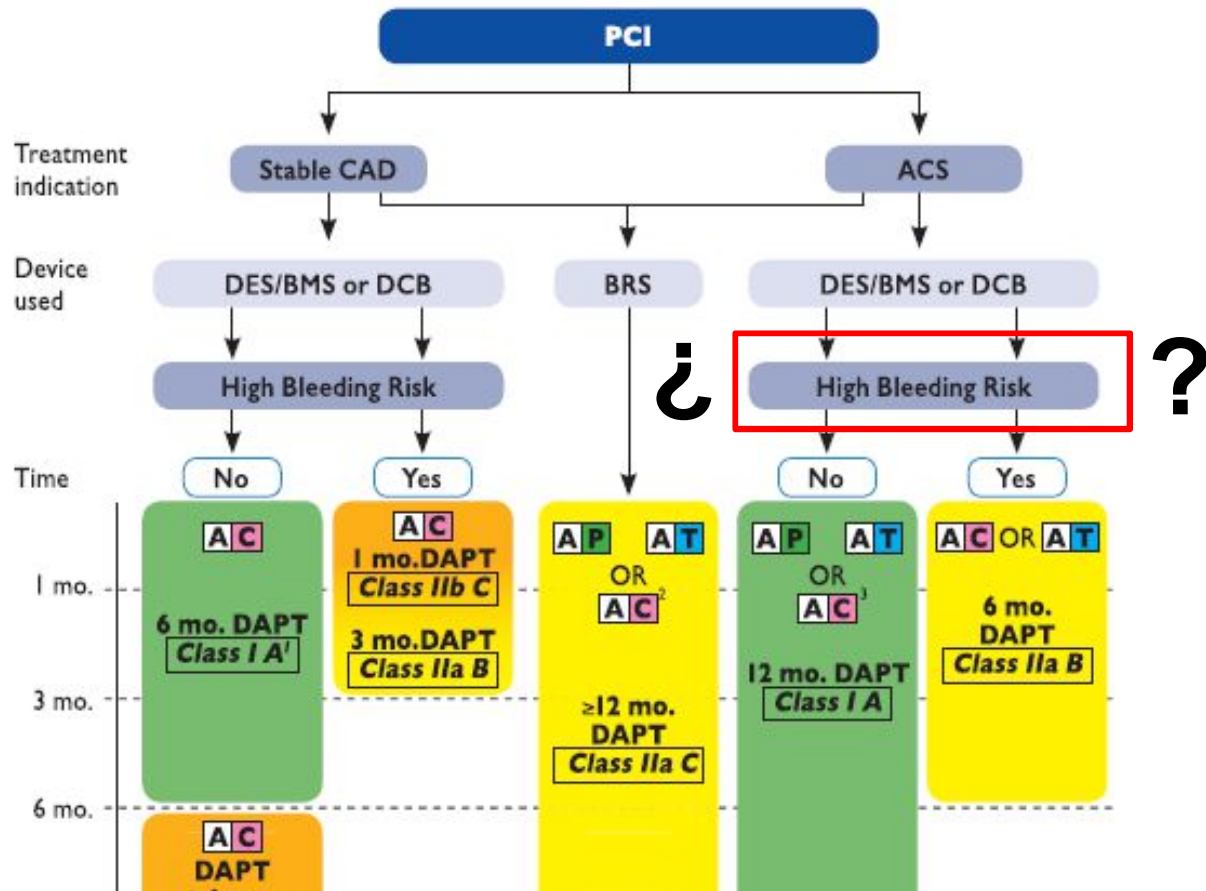 PCI
Treatment
indication
Stable CAD
ACS
Device
used
DES/BMS or DCB
BRS
DES/BMS or DCB
High Bleeding Risk
¿
High Bleeding Risk
?
Time
No
Yes
No
Yes
A C
6 mo. DAPT
Class I A¹
A C
1 mo.DAPT
Class IIb C
3 mo.DAPT
Class IIa B
A P A T
OR
A C ²
≥12 mo.
DAPT
Class IIa C
A P A T
OR
A C ³
12 mo. DAPT
Class I A
A C OR A T
6 mo.
DAPT
Class IIa B
1 mo.
3 mo.
6 mo.
A C
DAPT